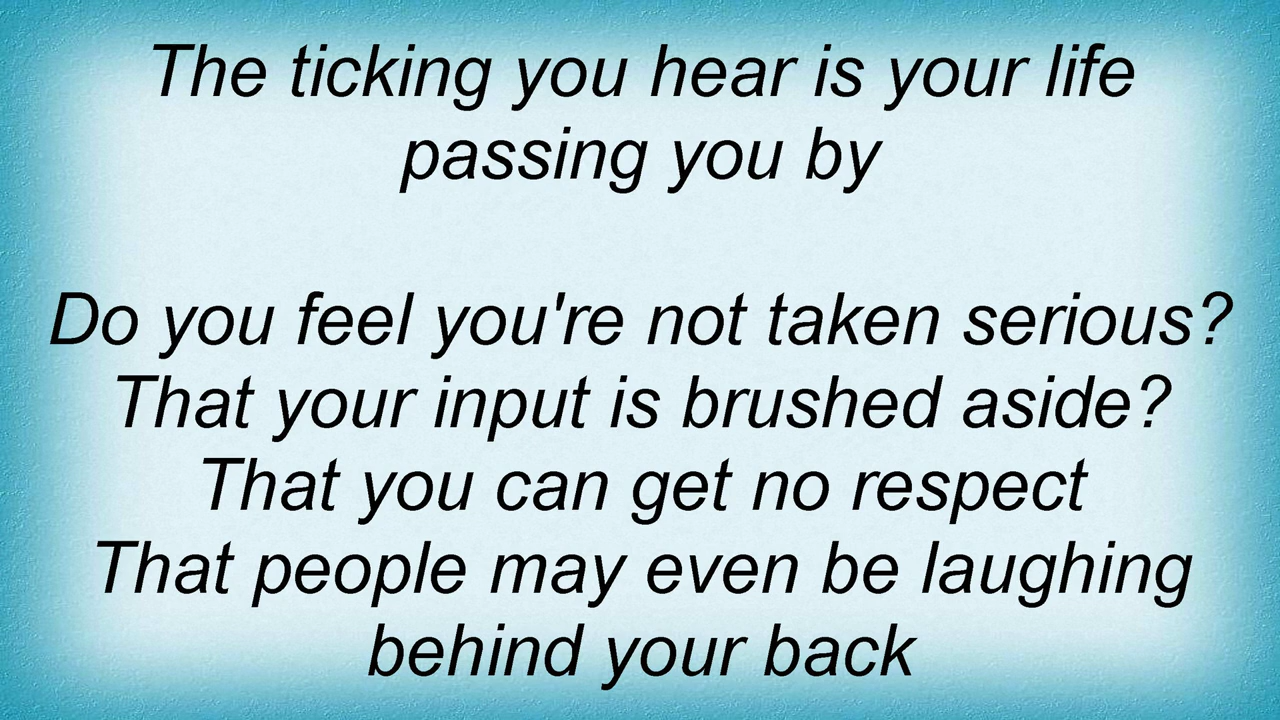 The ticking you hear is your life
passing you by
Do you feel you're not taken serious?
That your input is brushed aside?
That you can get no respect
That people may even be laughing
behind your back